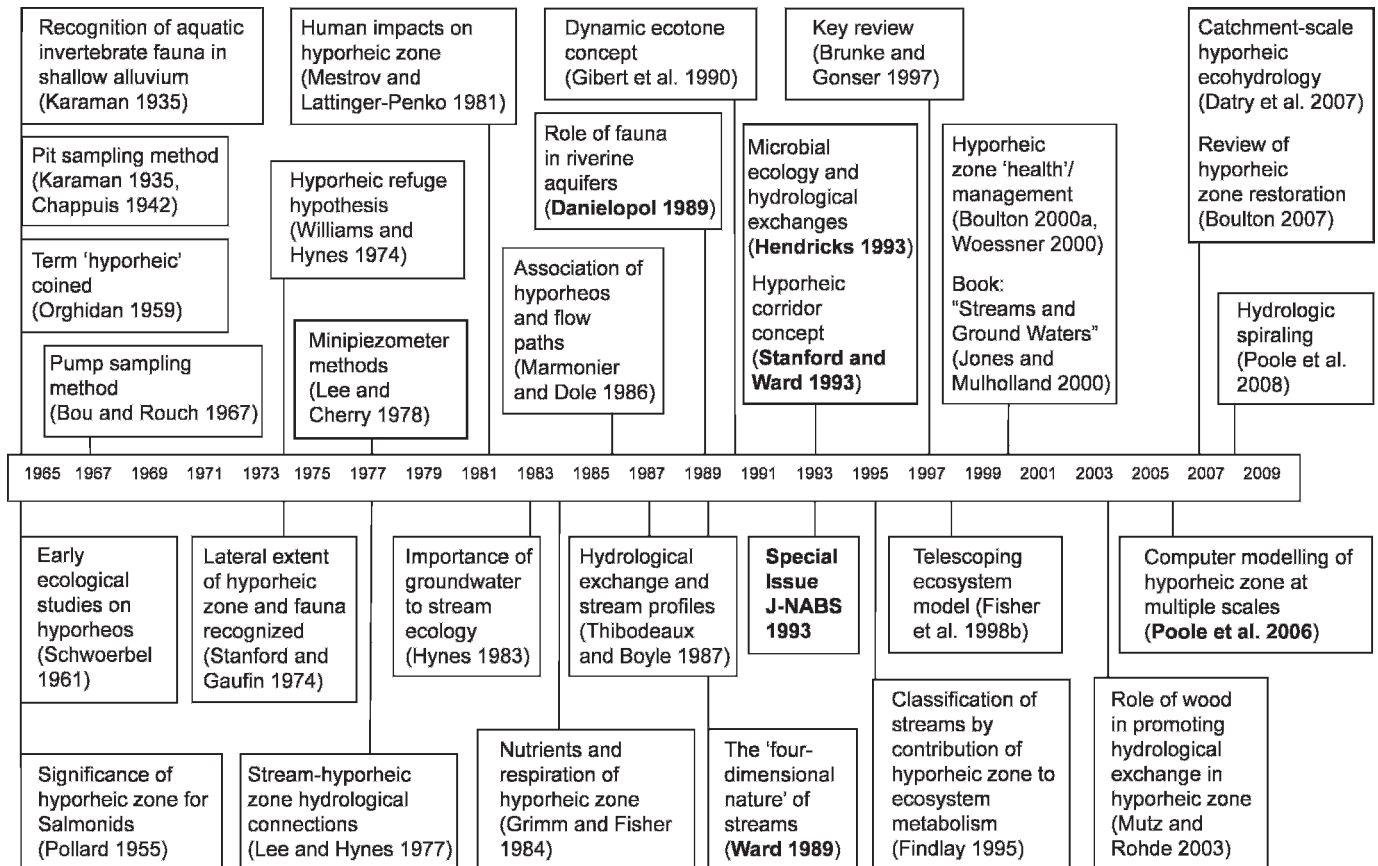 Recognition of aquatic
invertebrate fauna in
shallow alluvium
(Karaman 1935)
Pit sampling method
(Karaman 1935,
Chappuis 1942)
Term ‘hyporheic’
coined
(Orghidan 1959)
Pump sampling
method
(Bou and Rouch 1967)
Human impacts on
hyporheic zone
(Mestrov and
Lattinger-Penko 1981)
Hyporheic refuge
hypothesis
(Williams and
Hynes 1974)
Minipiezometer
methods
(Lee and
Cherry 1978)
Dynamic ecotone
concept
(Gibert et al. 1990)
Role of fauna
in riverine
aquifers
(Danielopol 1989)
Association of
hyporheos
and flow
paths
(Marmonier
and Dole 1986)
Key review
(Brunke and
Gonser 1997)
Microbial
ecology and
hydrological
exchanges
(Hendricks 1993)
Hyporheic
corridor
concept
(Stanford and
Ward 1993)
Hyporheic
zone ‘health’/
management
(Boulton 2000a,
Woessner 2000)
Book:
“Streams and
Ground Waters”
(Jones and
Mulholland 2000)
Catchment-scale
hyporheic
ecohydrology
(Datry et al. 2007)
Review of
hyporheic
zone restoration
(Boulton 2007)
Hydrologic
spiraling
(Poole et al.
2008)
1965 1967 1969 1971 1973 1975 1977 1979 1981 1983 1985 1987 1989 1991 1993 1995 1997 1999 2001 2003 2005 2007 2009
Early
ecological
studies on
hyporheos
(Schwoerbel
1961)
Lateral extent
of hyporheic
zone and fauna
recognized
(Stanford and
Gaufin 1974)
Importance of
groundwater
to stream
ecology
(Hynes 1983)
Hydrological
exchange and
stream profiles
(Thibodeaux
and Boyle 1987)
Special
Issue
J-NABS
1993
Telescoping
ecosystem
model (Fisher
et al. 1998b)
Computer modelling of
hyporheic zone at
multiple scales
(Poole et al. 2006)
Significance of
hyporheic zone for
Salmonids
(Pollard 1955)
Stream-hyporheic
zone hydrological
connections
(Lee and Hynes 1977)
Nutrients and
respiration of
hyporheic zone
(Grimm and Fisher
1984)
The ‘four-
dimensional
nature’ of
streams
(Ward 1989)
Classification of
streams by
contribution of
hyporheic zone to
ecosystem
metabolism
(Findlay 1995)
Role of wood
in promoting
hydrological
exchange in
hyporheic zone
(Mutz and
Rohde 2003)